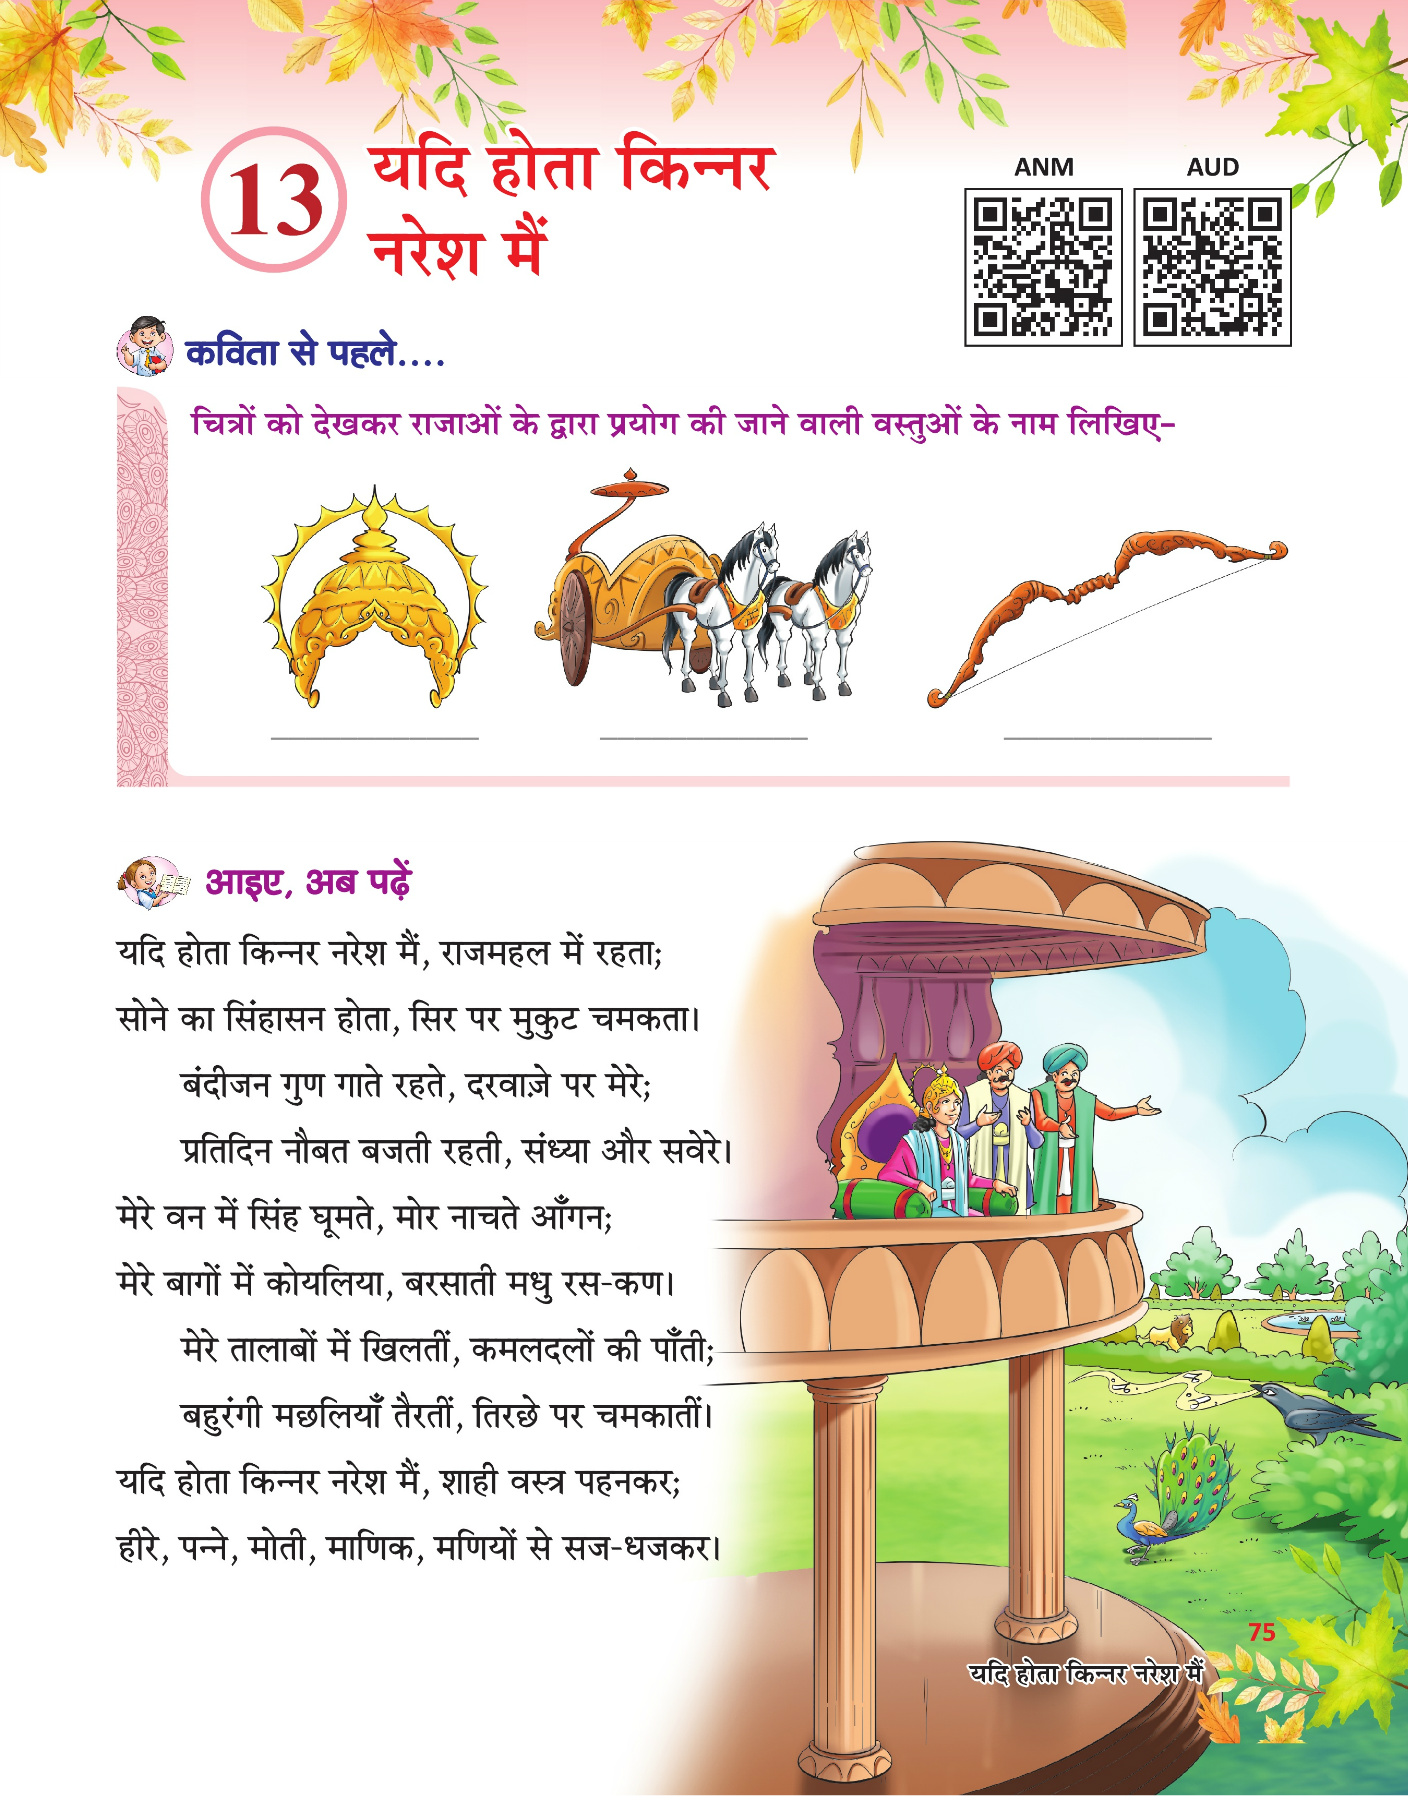 13
यदि होता किन्नर
नरेश मैं
ANM
AUD
कविता से पहले....
चित्रों को देखकर राजाओं के द्वारा प्रयोग की जाने वाली वस्तुओं के नाम लिखिए–
आइए, अब पढ़ें
यदि होता किन्नर नरेश मैं, राजमहल में रहता;
सोने का सिंहासन होता, सिर पर मुकुट चमकता।
बंदीजन गुण गाते रहते, दरवाज़े पर मेरे;
प्रतिदिन नौबत बजती रहती, संध्या और सवेरे।
मेरे वन में सिंह घूमते, मोर नाचते आँगन;
मेरे बागों में कोयलिया, बरसाती मधु रस-कण।
मेरे तालाबों में खिलतीं, कमलदलों की पाँती;
बहुरंगी मछलियाँ तैरतीं, तिरछे पर चमकातीं।
यदि होता किन्नर नरेश मैं, शाही वस्त्र पहनकर;
हीरे, पन्ने, मोती, माणिक, मणियों से सज-धजकर।
75
यदि होता किन्नर नरेश मैं